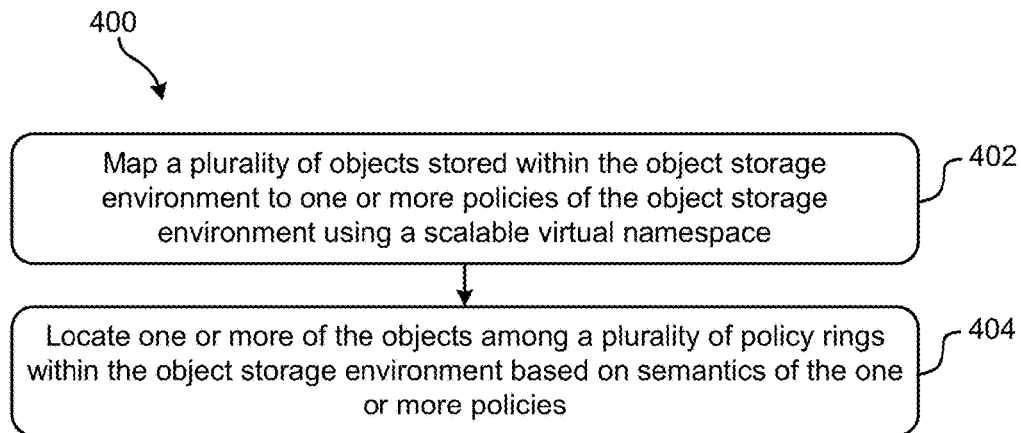 400
Map a plurality of objects stored within the object storage
environment to one or more policies of the object storage
environment using a scalable virtual namespace
402
Locate one or more of the objects among a plurality of policy rings
within the object storage environment based on semantics of the one
or more policies
404